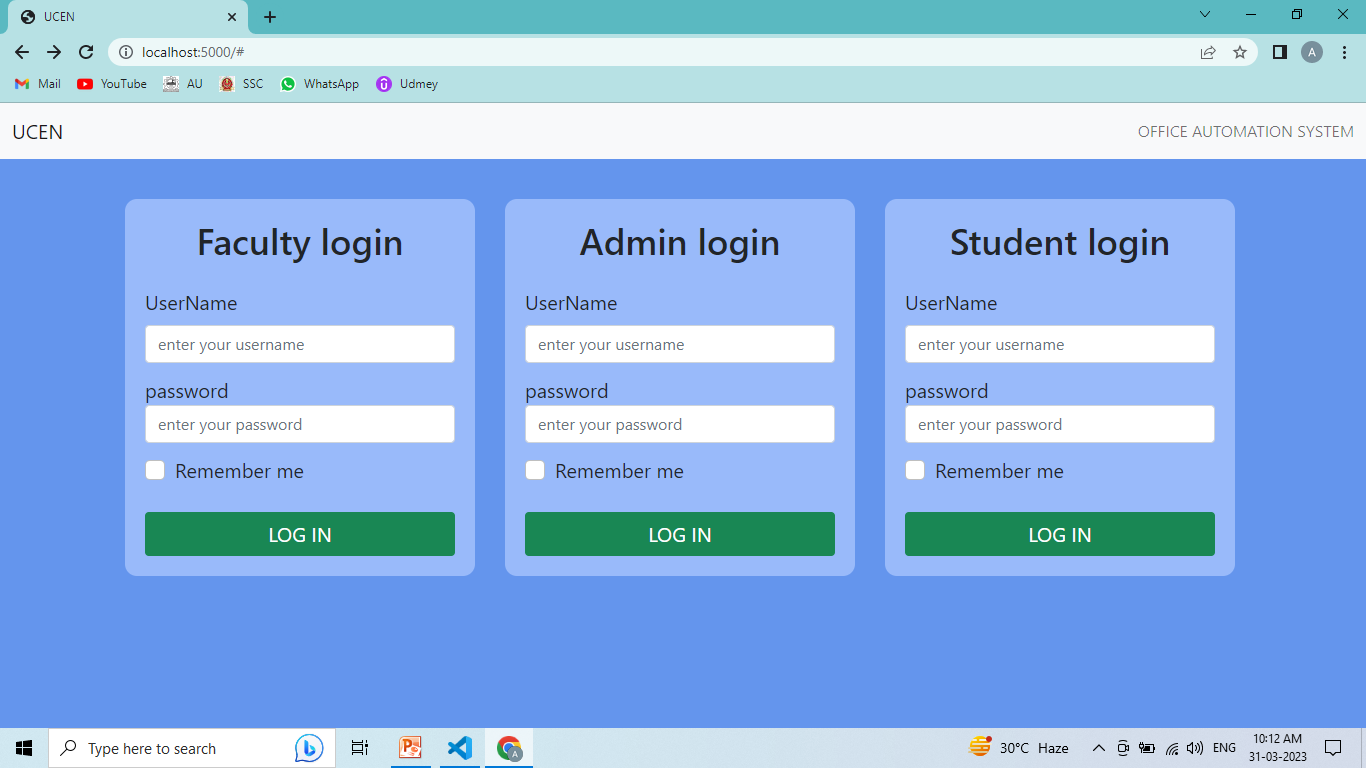 UCEN
localhost:5000/#
A
Mail YouTube AU SSC WhatsApp Udmey
UCEN OFFICE AUTOMATION SYSTEM
Faculty login
UserName
enter your username
password
enter your password
Remember me
LOG IN
Admin login
UserName
enter your username
password
enter your password
Remember me
LOG IN
Student login
UserName
enter your username
password
enter your password
Remember me
LOG IN
Type here to search
30°C Haze
ENG
10:12 AM
31-03-2023